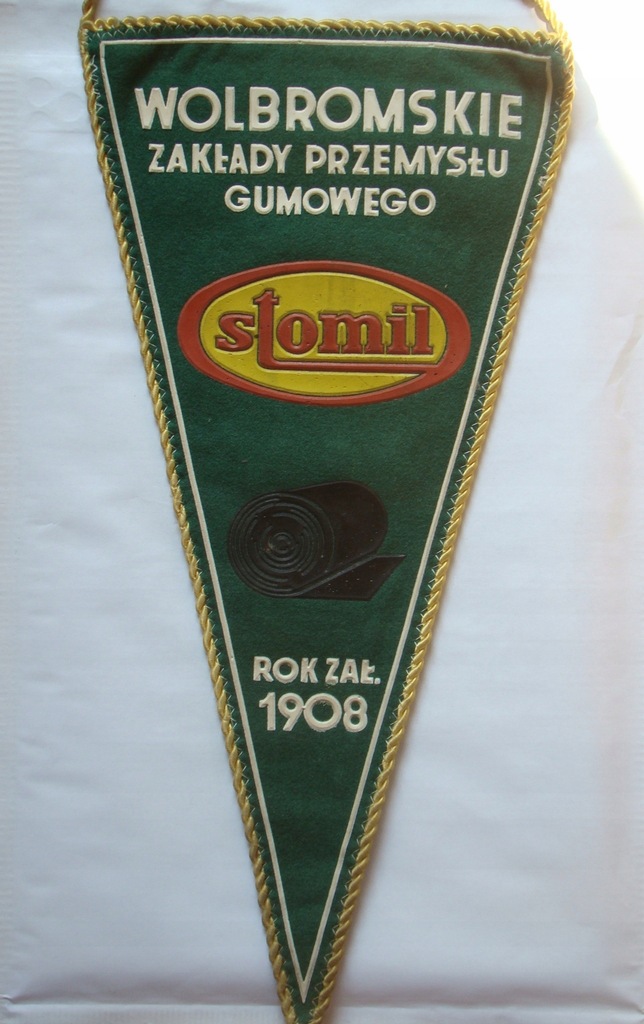 WOLBROMSKIE
ZAKŁADY PRZEMYSŁU
GUMOWEGO
stomil
ROK ZAŁ.
1908